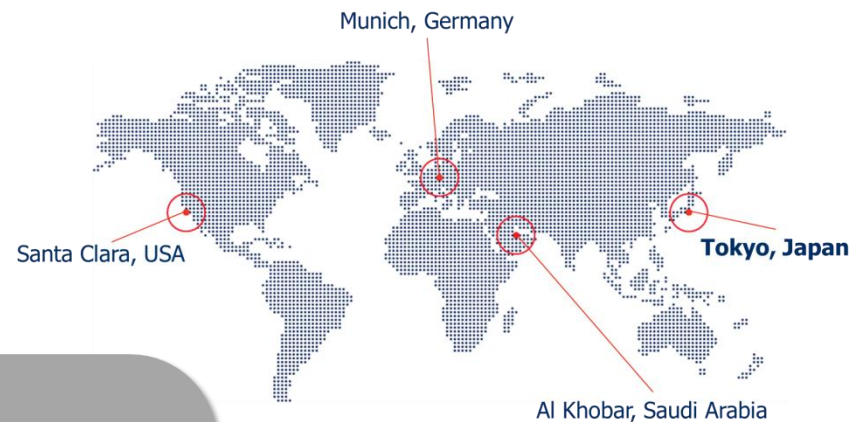 Munich, Germany
Santa Clara, USA
Tokyo, Japan
Al Khobar, Saudi Arabia